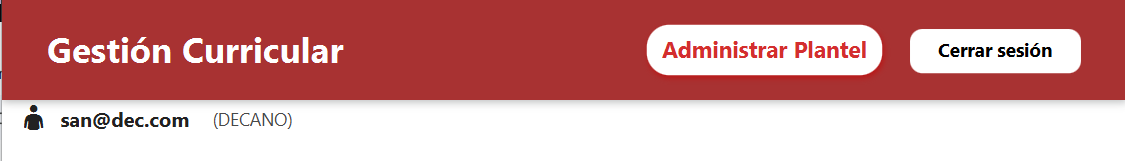 Gestión Curricular
Administrar Plantel
Cerrar sesión
san@dec.com (DECANO)